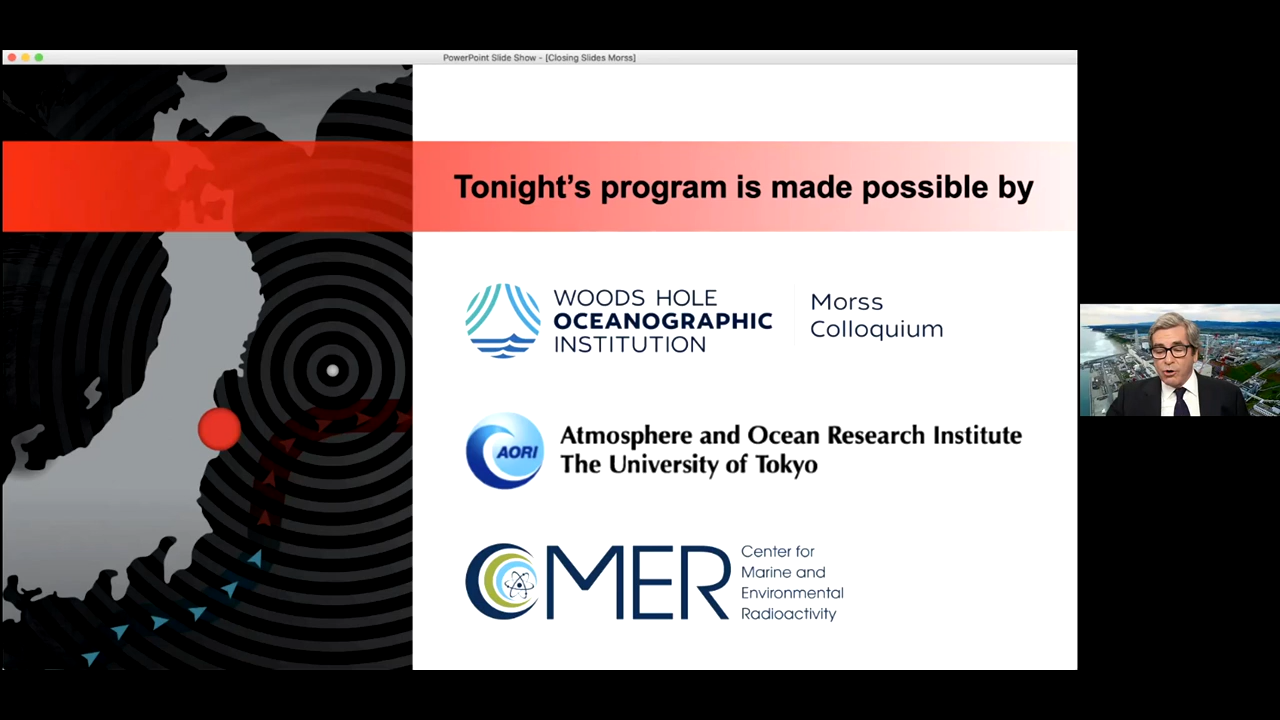 PowerPoint Slide Show - [Closing Slides Morss]
Tonight’s program is made possible by
WOODS HOLE
OCEANOGRAPHIC
INSTITUTION
Morss
Colloquium
AORI
Atmosphere and Ocean Research Institute
The University of Tokyo
CMER
Center for
Marine and
Environmental
Radioactivity